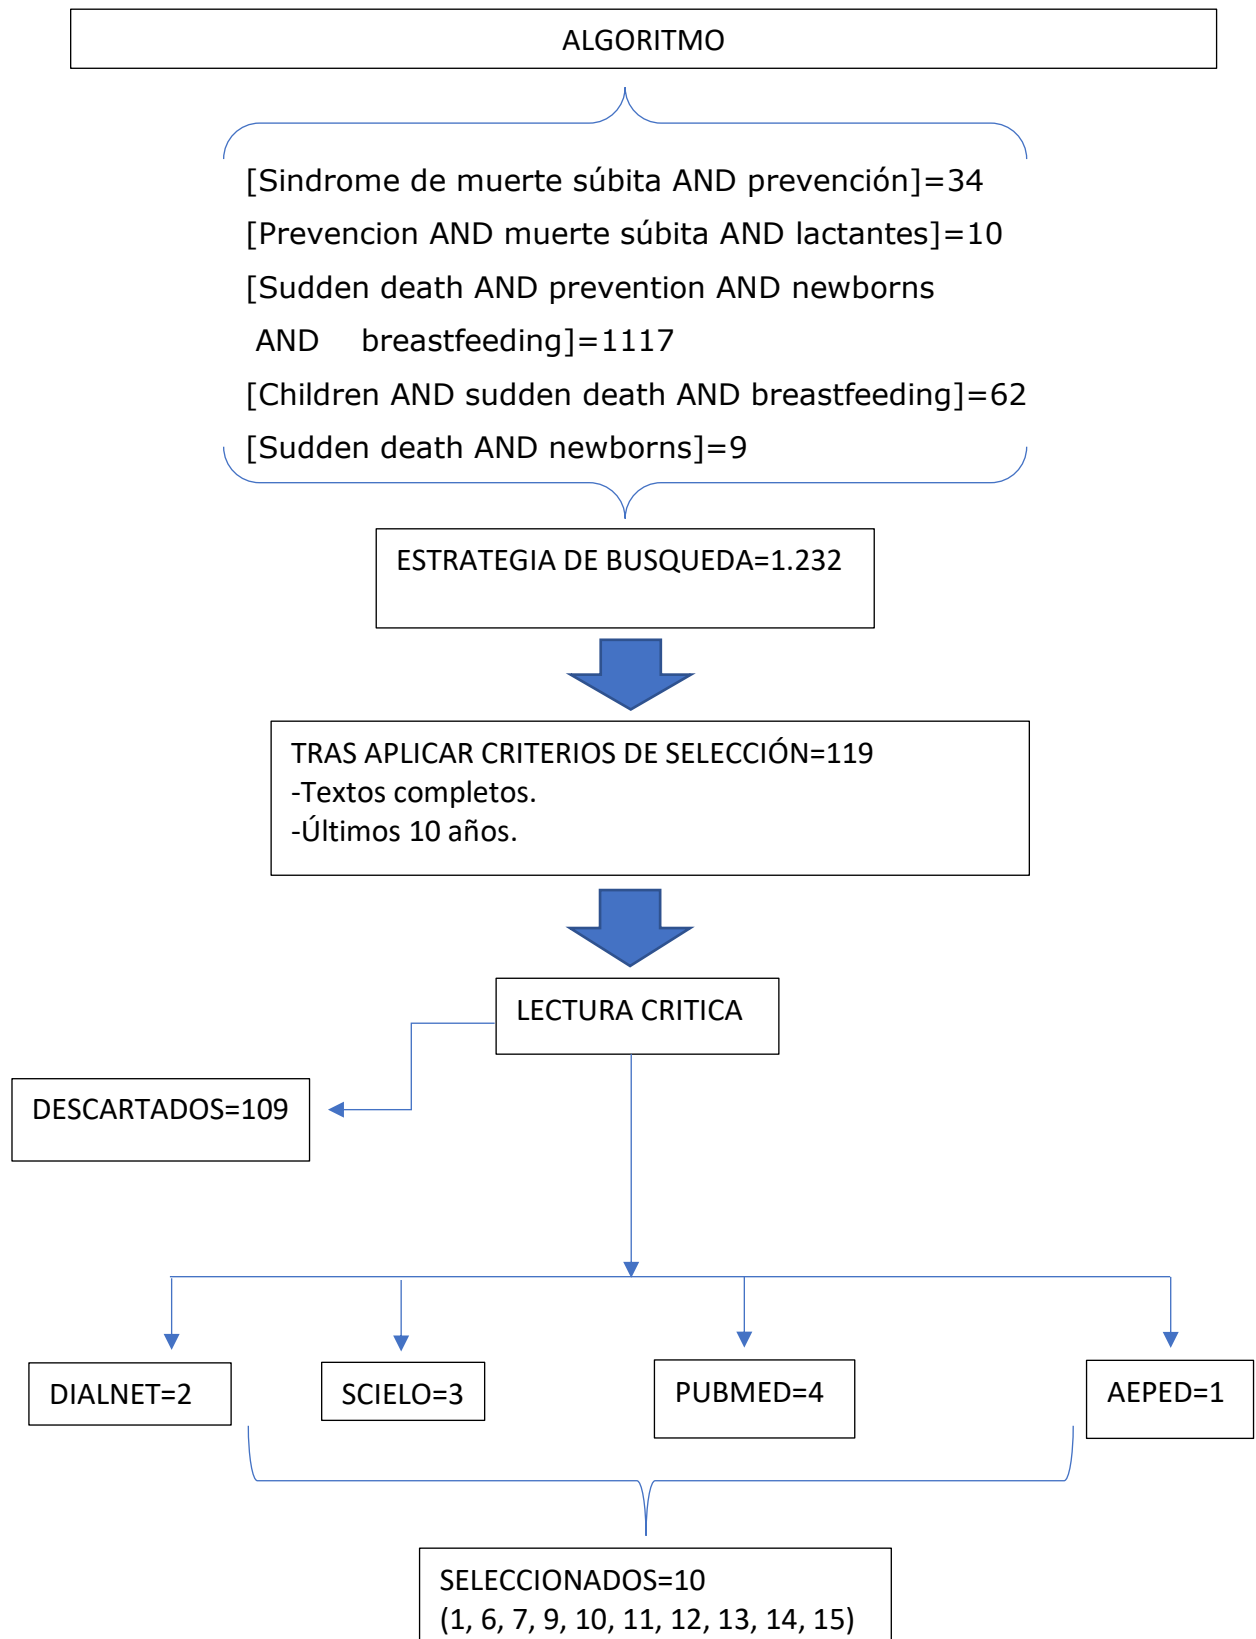 ALGORITMO
[Sindrome de muerte súbita AND prevención]=34
[Prevencion AND muerte súbita AND lactantes]=10
[Sudden death AND prevention AND newborns
AND breastfeeding]=1117
[Children AND sudden death AND breastfeeding]=62
[Sudden death AND newborns]=9
ESTRATEGIA DE BUSQUEDA=1.232
TRAS APLICAR CRITERIOS DE SELECCIÓN=119
-Textos completos.
-Últimos 10 años.
LECTURA CRITICA
DESCARTADOS=109
DIALNET=2
SCIELO=3
PUBMED=4
AEPED=1
SELECCIONADOS=10
(1, 6, 7, 9, 10, 11, 12, 13, 14, 15)